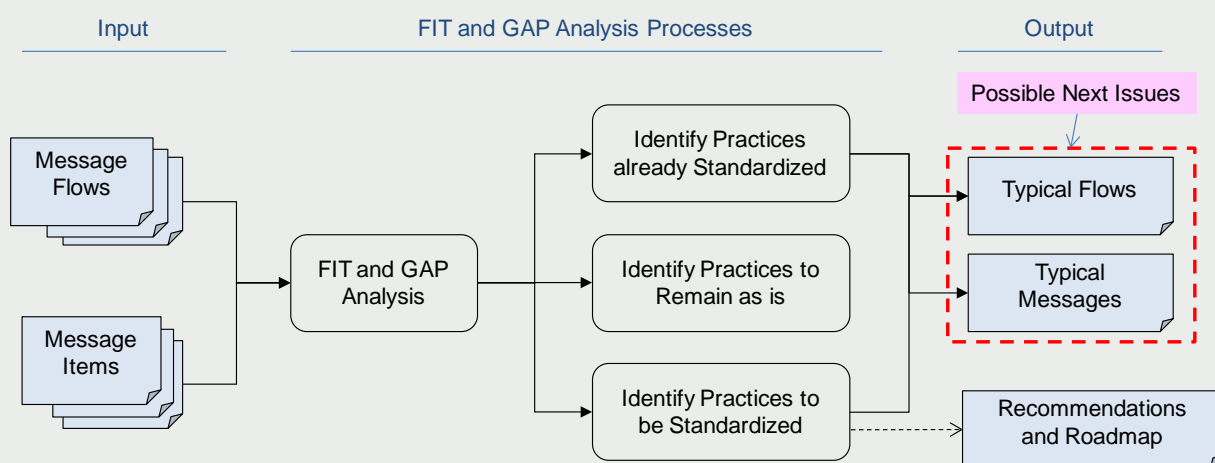 Input
FIT and GAP Analysis Processes
Output
Possible Next Issues
Message
Flows
Message
Items
FIT and GAP
Analysis
Identify Practices
already Standardized
Identify Practices to
Remain as is
Identify Practices to
be Standardized
Typical Flows
Typical
Messages
Recommendations
and Roadmap